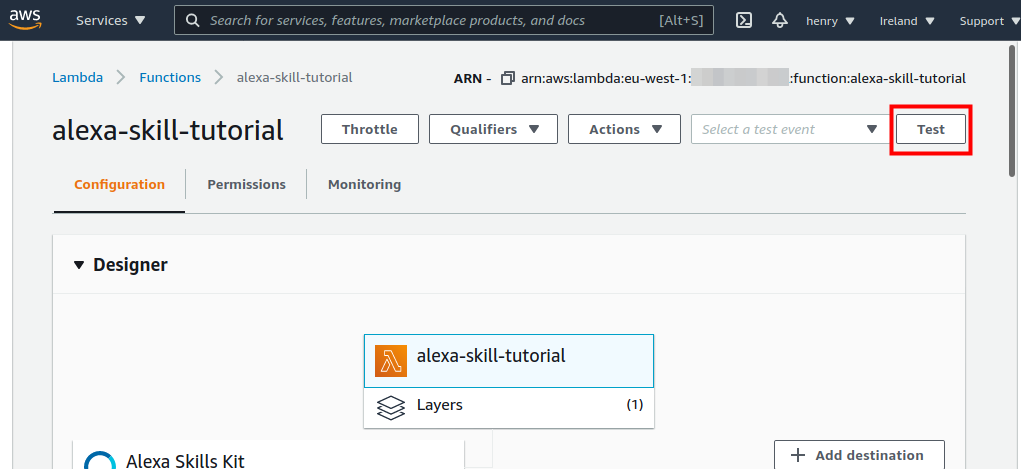 aws Services Search for services, features, marketplace products, and docs [Alt+S] henry Ireland Support
Lambda Functions alexa-skill-tutorial ARN - arn:aws:lambda:eu-west-1: :function:alexa-skill-tutorial
alexa-skill-tutorial Throttle Qualifiers Actions Select a test event Test
Configuration Permissions Monitoring
Designer
alexa-skill-tutorial
Layers (1)
Alexa Skills Kit Add destination